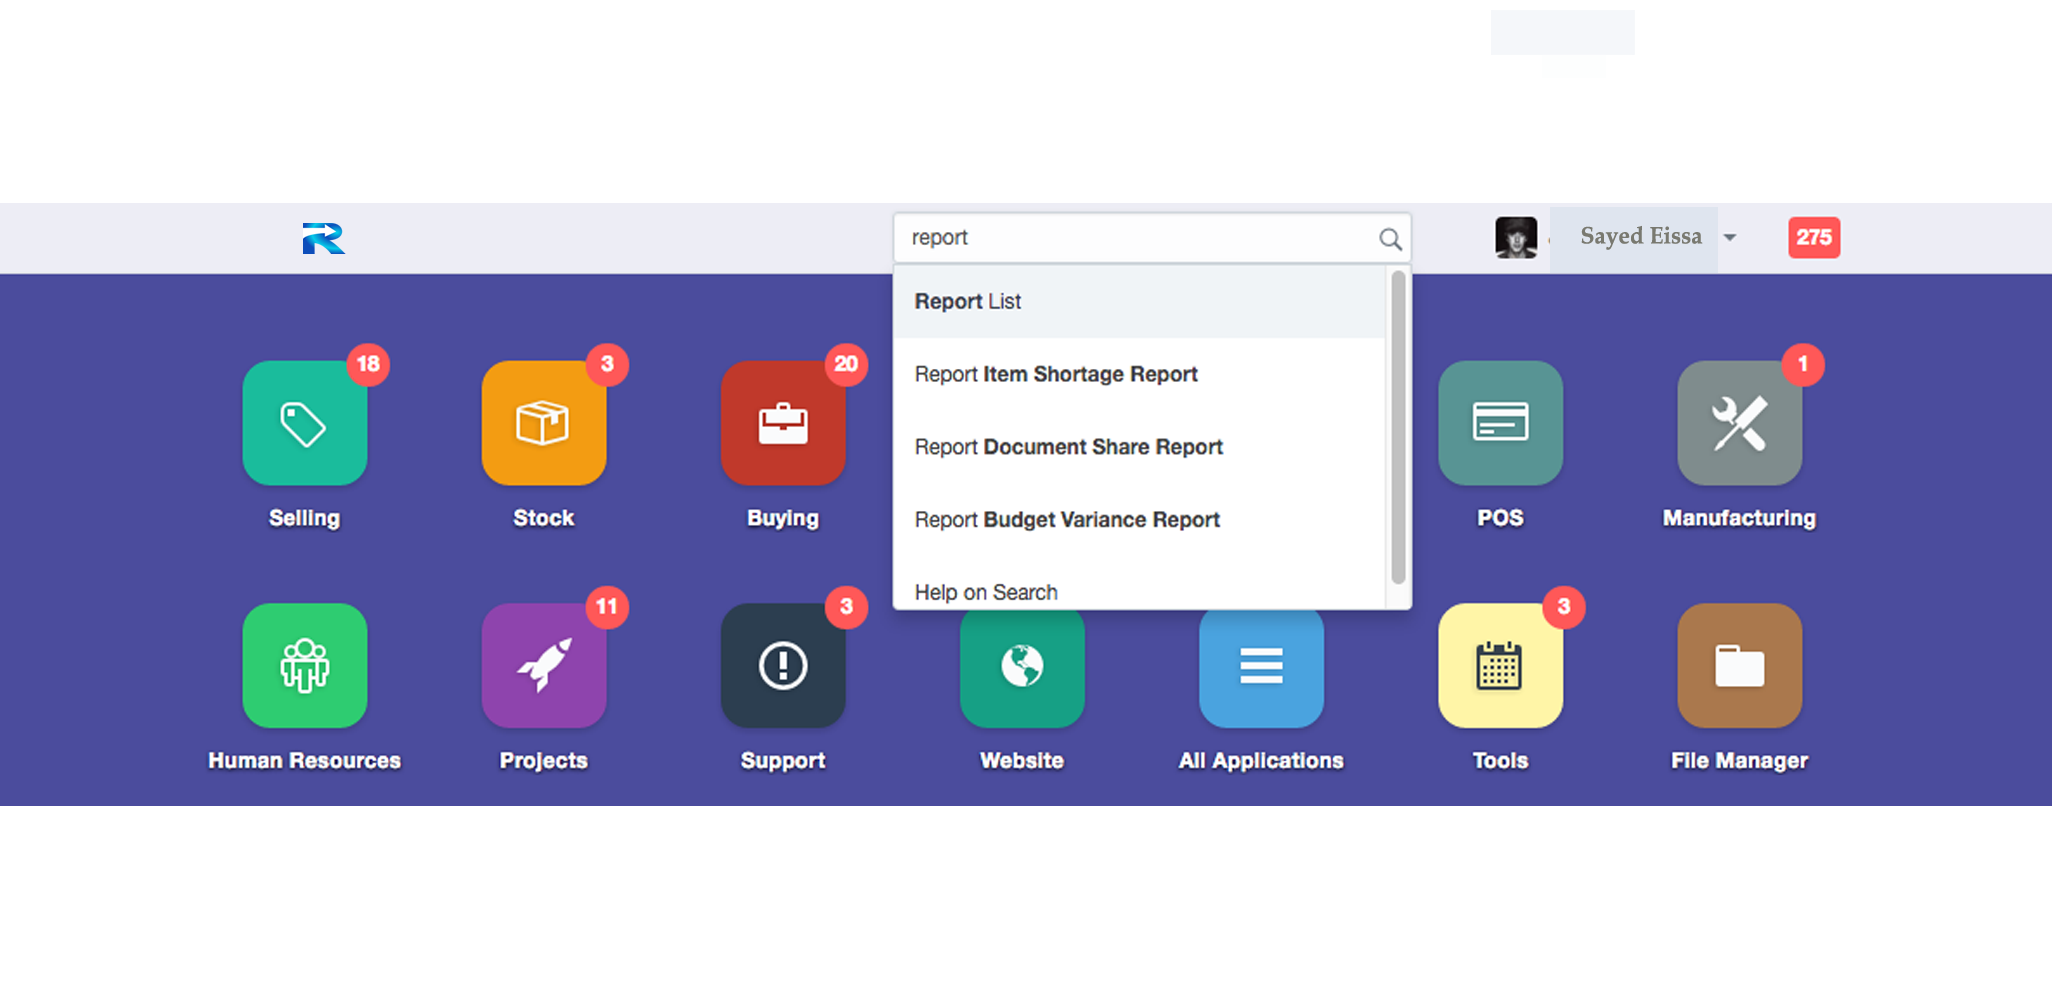 report
Sayed Eissa
275
Report List
Report Item Shortage Report
Report Document Share Report
Report Budget Variance Report
Help on Search
18
3
20
1
Selling
Stock
Buying
POS
Manufacturing
11
3
3
Human Resources
Projects
Support
Website
All Applications
Tools
File Manager